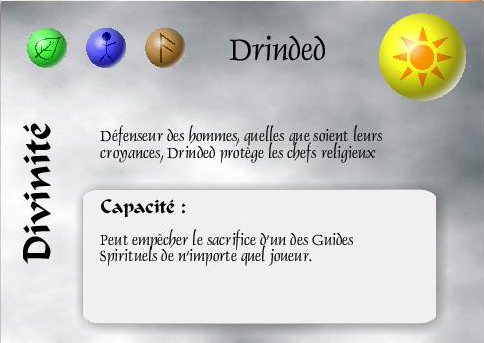 Drinded
Divinité
Défenseur des hommes, quelles que soient leurs
croyances, Drinded protège les chefs religieux
Capacité :
Peut empêcher le sacrifice d'un des Guides
Spirituels de n'importe quel joueur.